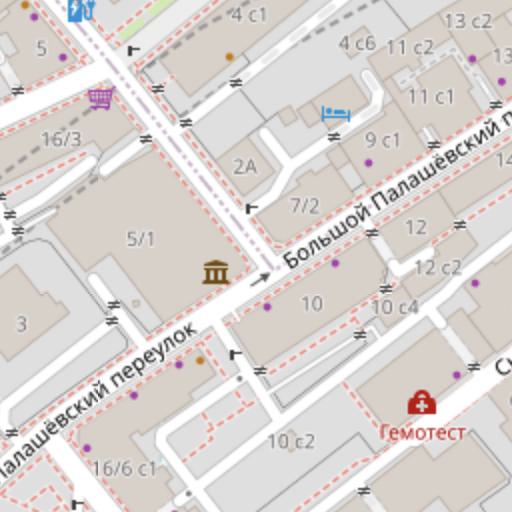 4 с1
13 с2
5
4 с6
11 с2
13
11 с1
16/3
9 с1
2А
14
7/2
Большой Палашёвский п
12
5/1
12 с2
10
10 с4
3
Палашёвский переулок
Гемотест
10 с2
16/6 с1